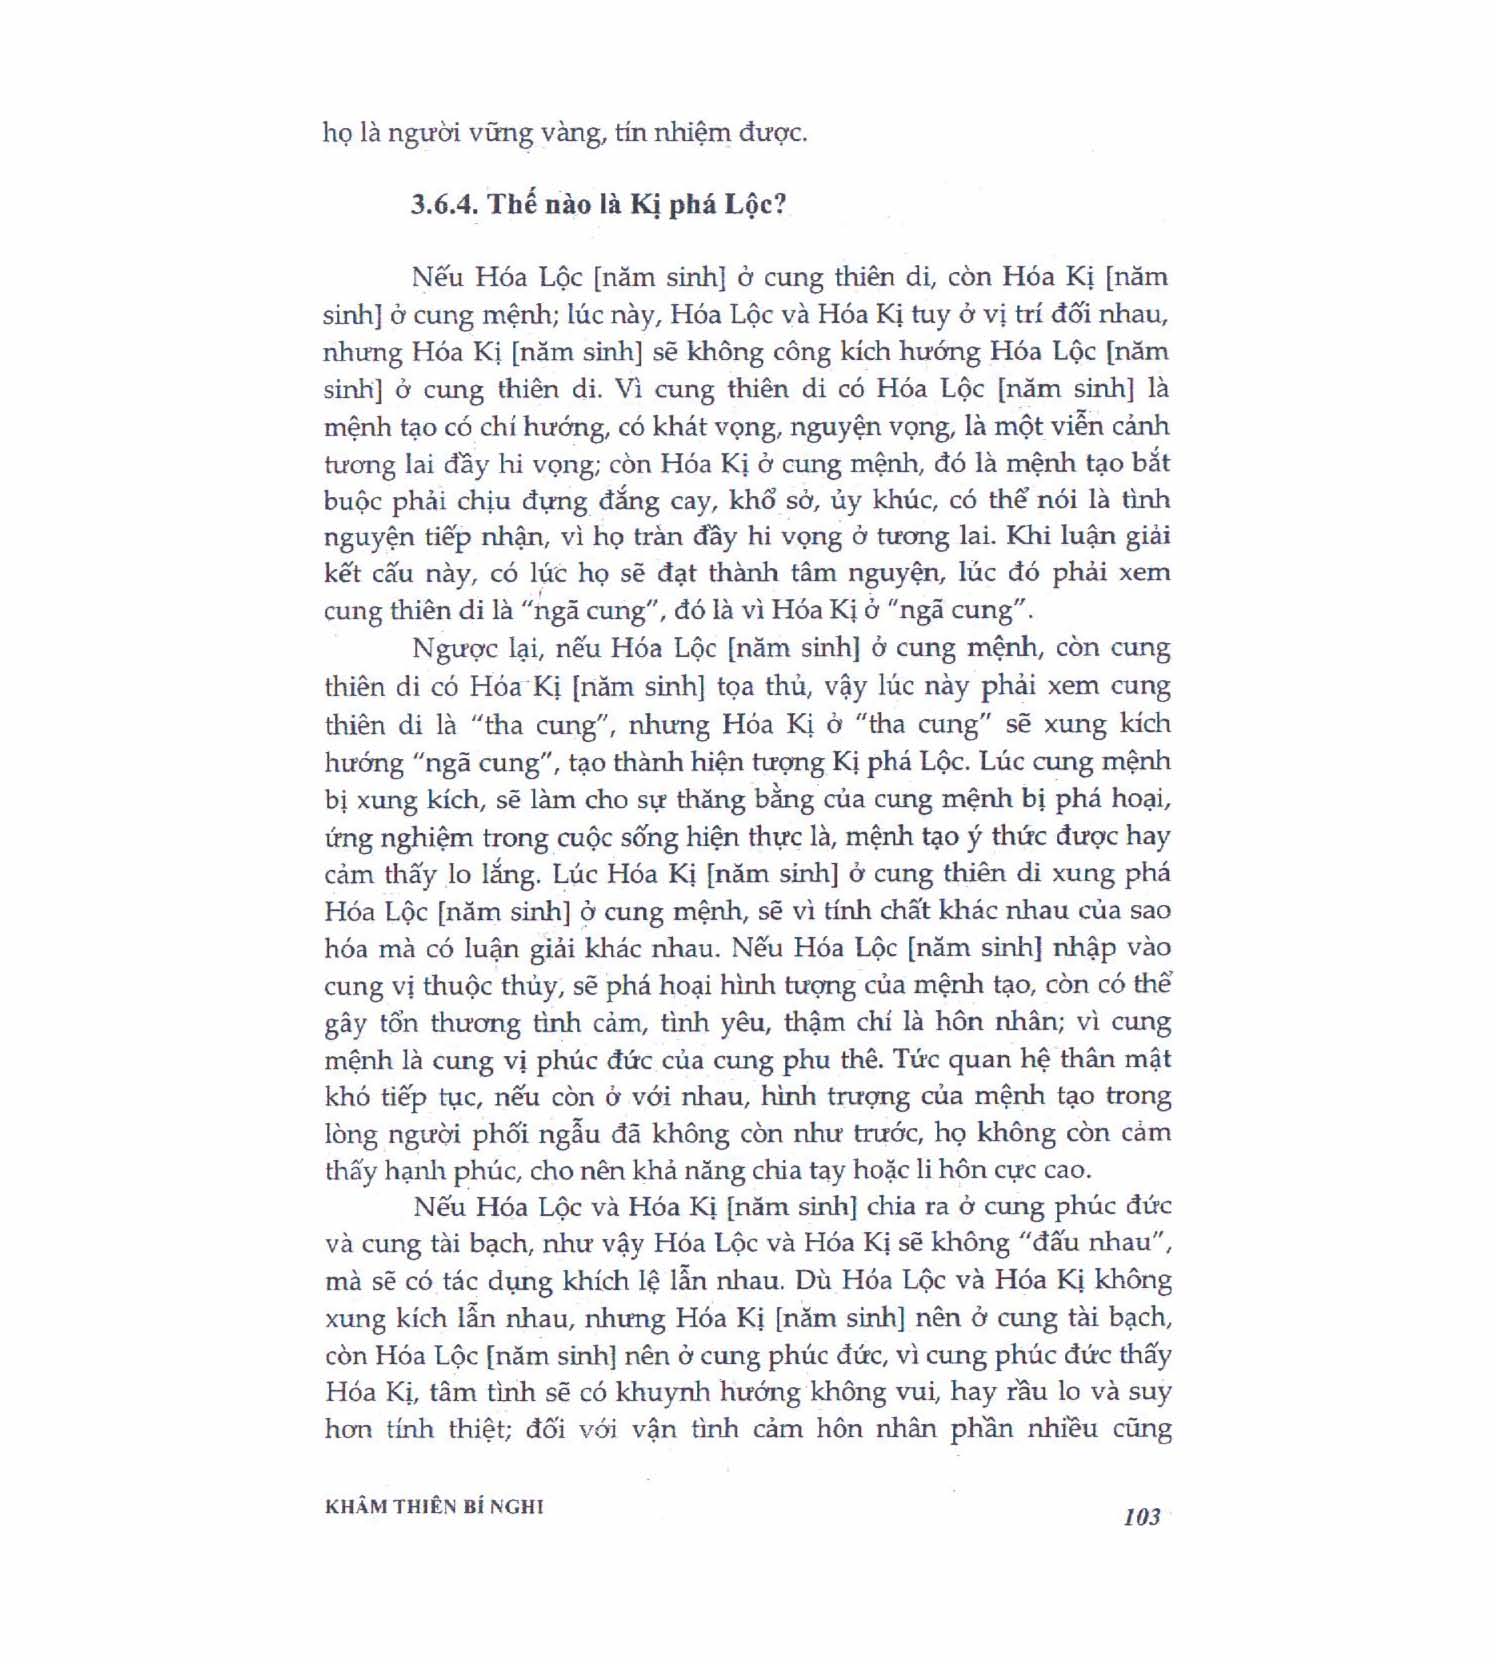 họ là người vững vàng, tín nhiệm được.
3.6.4. Thế nào là Kị phá Lộc?
Nếu Hóa Lộc [năm sinh] ở cung thiên di, còn Hóa Kị [năm
sinh] ở cung mệnh; lúc này, Hóa Lộc và Hóa Kị tuy ở vị trí đối nhau,
nhưng Hóa Kị [năm sinh] sẽ không công kích hướng Hóa Lộc [năm
sinh] ở cung thiên di. Vì cung thiên di có Hóa Lộc [năm sinh] là
mệnh tạo có chí hướng, có khát vọng, nguyện vọng, là một viễn cảnh
tương lai đầy hi vọng; còn Hóa Kị ở cung mệnh, đó là mệnh tạo bắt
buộc phải chịu đựng đắng cay, khổ sở, ủy khúc, có thể nói là tình
nguyện tiếp nhận, vì họ tràn đầy hi vọng ở tương lai. Khi luận giải
kết cấu này, có lức họ sẽ đạt thành tâm nguyện, lúc đó phải xem
cung thiên di là "ngã cung", đó là vì Hóa Kị ở "ngã cung".
Ngược lại, nếu Hóa Lộc [năm sinh] ở cung mệnh, còn cung
thiên di có Hóa Kị [năm sinh] tọa thủ, vậy lúc này phải xem cung
thiên di là "tha cung", nhưng Hóa Kị ở "tha cung" sẽ xung kích
hướng "ngã cung", tạo thành hiện tượng Kị phá Lộc. Lúc cung mệnh
bị xung kích, sẽ làm cho sự thăng bằng của cung mệnh bị phá hoại,
ứng nghiệm trong cuộc sống hiện thực là, mệnh tạo ý thức được hay
cảm thấy lo lắng. Lúc Hóa Kị [năm sinh] ở cung thiên di xung phá
Hóa Lộc [năm sinh] ở cung mệnh, sẽ vì tính chất khác nhau của sao
hóa mà có luận giải khác nhau. Nếu Hóa Lộc [năm sinh] nhập vào
cung vị thuộc thủy, sẽ phá hoại hình tượng của mệnh tạo, còn có thể
gây tổn thương tình cảm, tình yêu, thậm chí là hôn nhân; vì cung
mệnh là cung vị phúc đức của cung phu thê. Tức quan hệ thân mật
khó tiếp tục, nếu còn ở với nhau, hình trượng của mệnh tạo trong
lòng người phối ngẫu đã không còn như trước, họ không còn cảm
thấy hạnh phúc, cho nên khả năng chia tay hoặc li hôn cực cao.
Nếu Hóa Lộc và Hóa Kị [năm sinh] chia ra ở cung phúc đức
và cung tài bạch, như vậy Hóa Lộc và Hóa Kị sẽ không "đấu nhau",
mà sẽ có tác dụng khích lệ lẫn nhau. Dù Hóa Lộc và Hóa Kị không
xung kích lẫn nhau, nhưng Hóa Kị [năm sinh] nên ở cung tài bạch,
còn Hóa Lộc [năm sinh] nên ở cung phúc đức, vì cung phúc đức thấy
Hóa Kị, tâm tình sẽ có khuynh hướng không vui, hay rầu lo và suy
hơn tính thiệt; đối với vận tình cảm hôn nhân phần nhiều cũng
KHÂM THIÊN BÍ NGHI
103